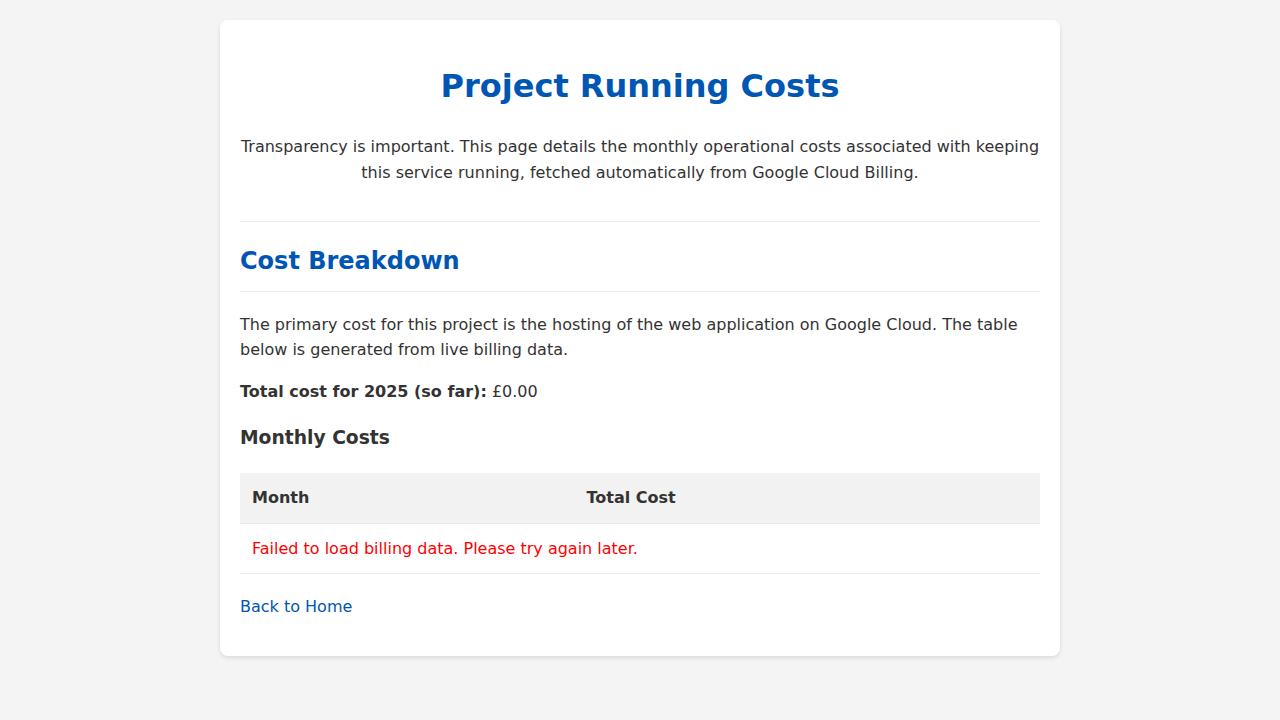 Project Running Costs
Transparency is important. This page details the monthly operational costs associated with keeping
this service running, fetched automatically from Google Cloud Billing.
Cost Breakdown
The primary cost for this project is the hosting of the web application on Google Cloud. The table
below is generated from live billing data.
Total cost for 2025 (so far): £0.00
Monthly Costs
Month Total Cost
Failed to load billing data. Please try again later.
Back to Home